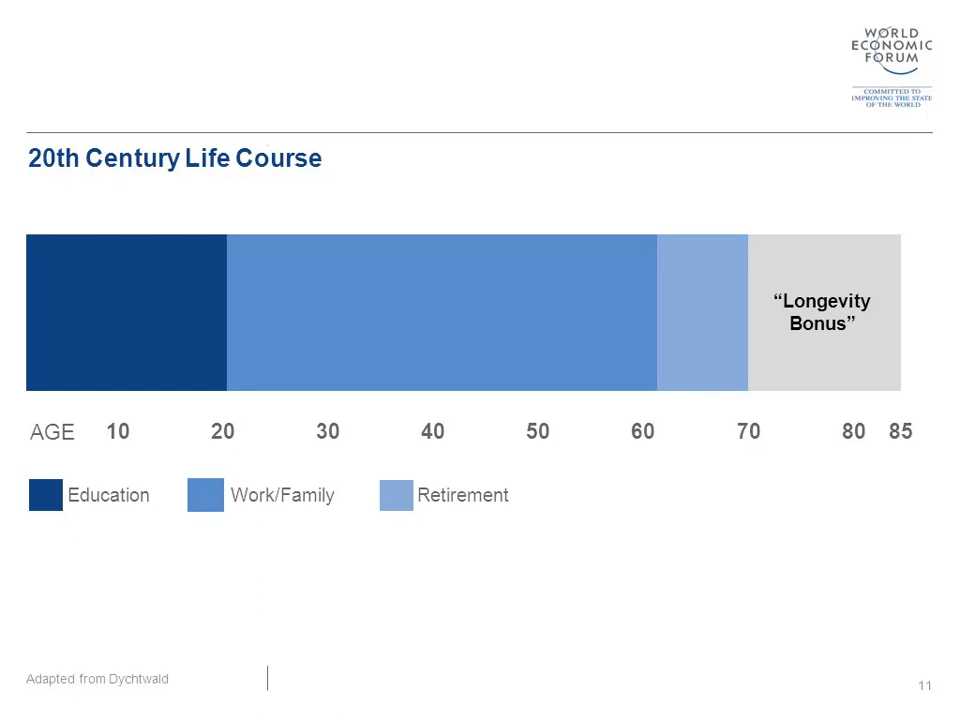 WORLD
ECONOMIC
FORUM
COMMITTED TO
IMPROVING THE STATE
OF THE WORLD
20th Century Life Course
“Longevity
Bonus”
AGE 10 20 30 40 50 60 70 80 85
Education Work/Family Retirement
Adapted from Dychtwald
11